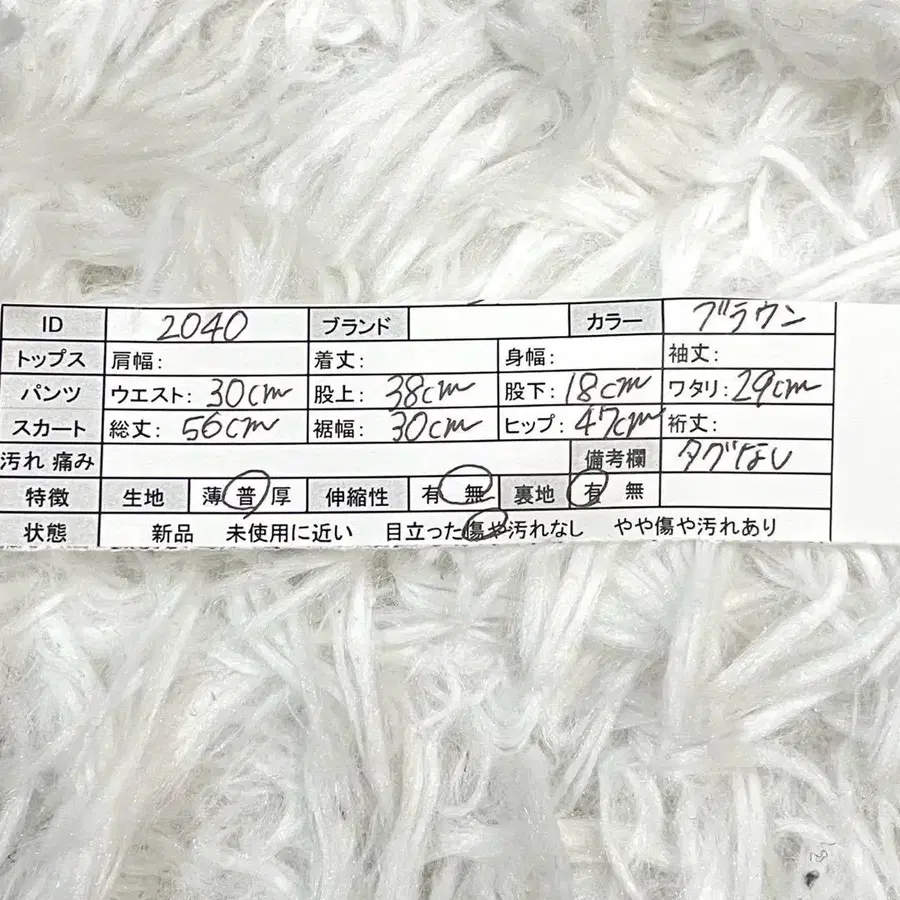 ID 2040 ブランド カラー ブラウン
トップス 肩幅: 着丈: 身幅: 袖丈:
パンツ ウエスト: 30cm 股上: 38cm 股下: 18cm ワタリ: 29cm
スカート 総丈: 56cm 裾幅: 30cm ヒップ: 47cm 裄丈:
汚れ 痛み 備考欄 タグなし
特徴 生地 薄 普 厚 伸縮性 有 無 裏地 有 無
状態 新品 未使用に近い 目立った傷や汚れなし やや傷や汚れあり